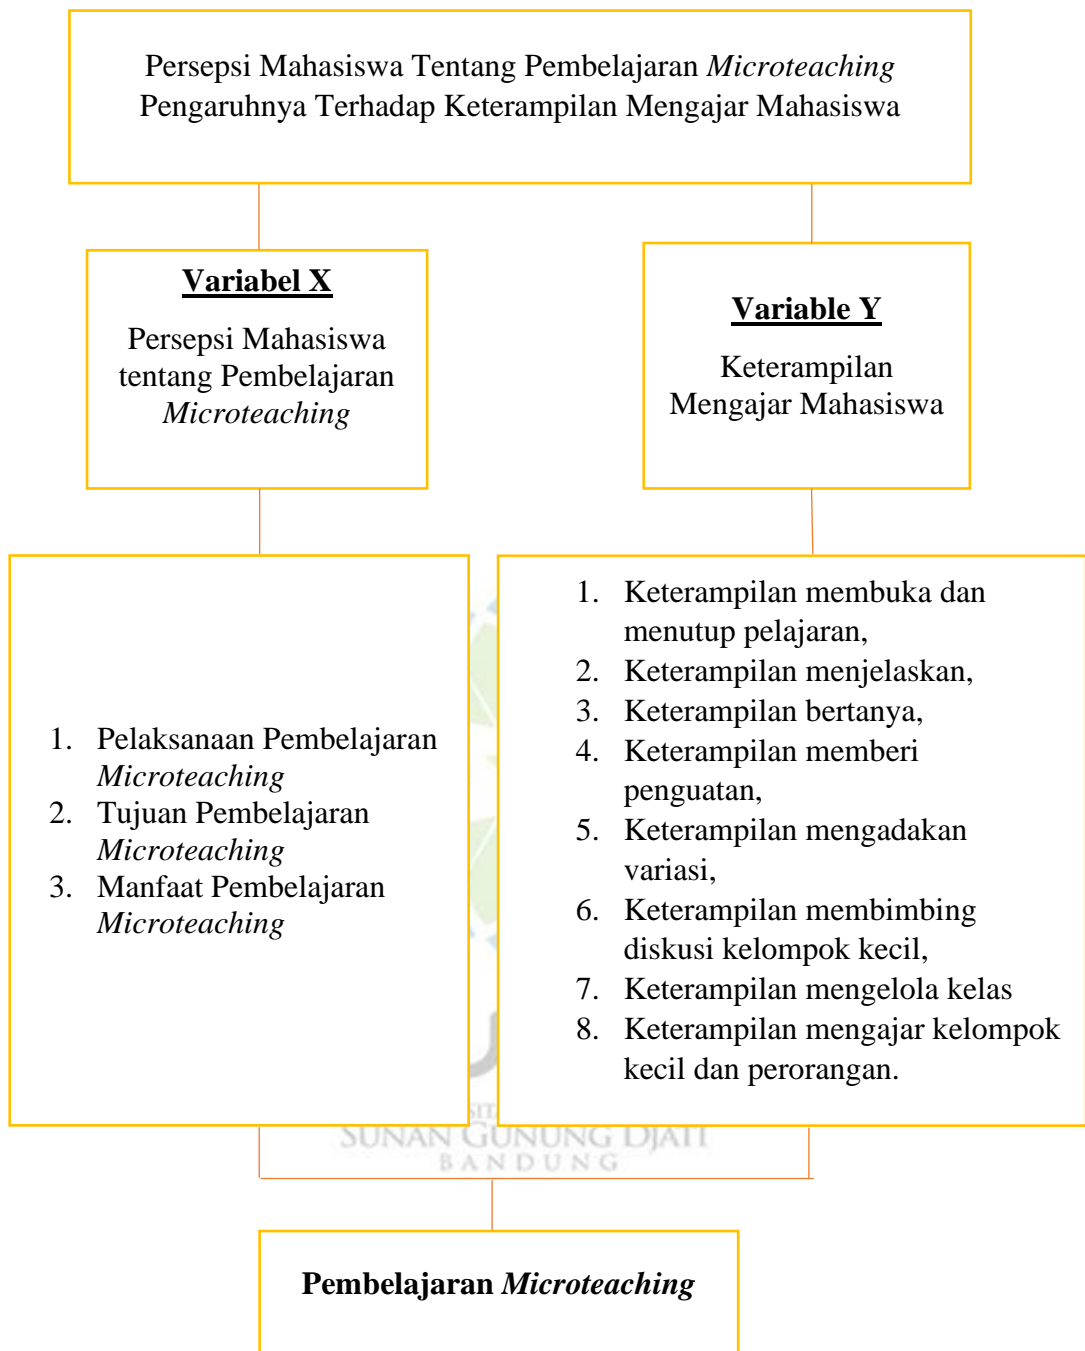 Persepsi Mahasiswa Tentang Pembelajaran Microteaching
Pengaruhnya Terhadap Keterampilan Mengajar Mahasiswa
Variabel X
Persepsi Mahasiswa
tentang Pembelajaran
Microteaching
Variable Y
Keterampilan
Mengajar Mahasiswa
1. Pelaksanaan Pembelajaran
Microteaching
2. Tujuan Pembelajaran
Microteaching
3. Manfaat Pembelajaran
Microteaching
1. Keterampilan membuka dan
menutup pelajaran,
2. Keterampilan menjelaskan,
3. Keterampilan bertanya,
4. Keterampilan memberi
penguatan,
5. Keterampilan mengadakan
variasi,
6. Keterampilan membimbing
diskusi kelompok kecil,
7. Keterampilan mengelola kelas
8. Keterampilan mengajar kelompok
kecil dan perorangan.
SUNAN GUNUNG DJATI
BANDUNG
Pembelajaran Microteaching